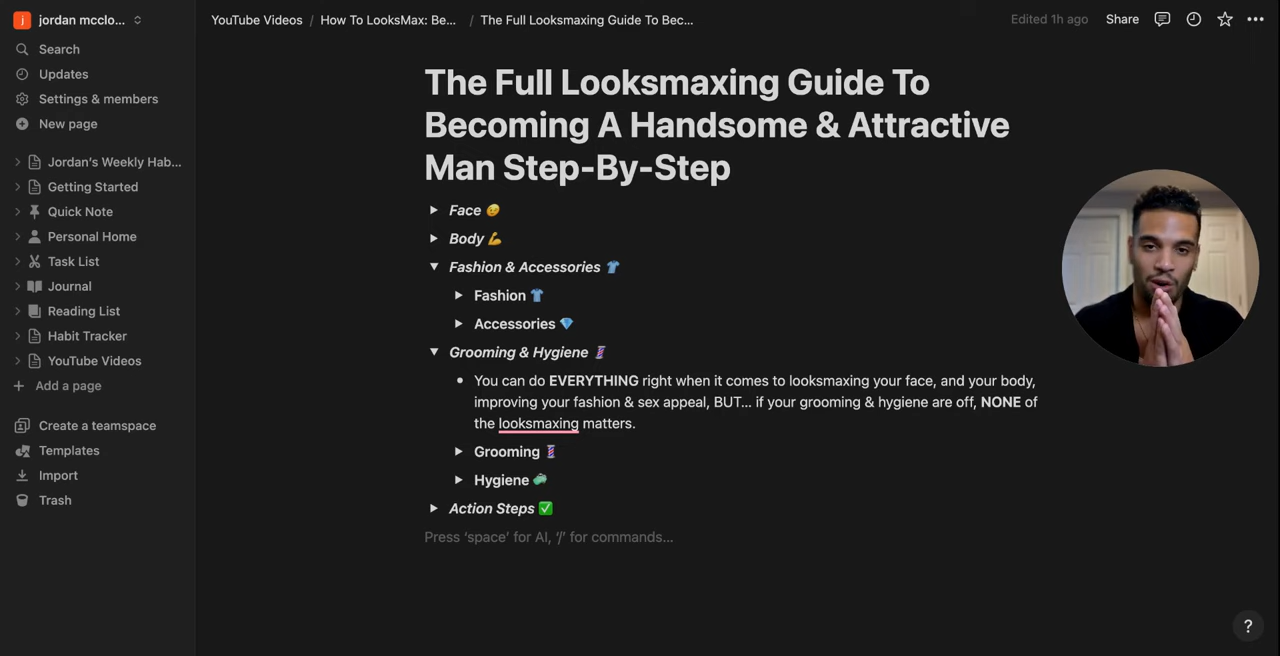 j jordan mcclo...
Search
Updates
Settings & members
New page
Jordan's Weekly Hab...
Getting Started
Quick Note
Personal Home
Task List
Journal
Reading List
Habit Tracker
YouTube Videos
Add a page
Create a teamspace
Templates
Import
Trash
YouTube Videos / How To LooksMax: Be... / The Full Looksmaxing Guide To Bec...
Edited 1h ago Share
The Full Looksmaxing Guide To
Becoming A Handsome & Attractive
Man Step-By-Step
Face 🤕
Body 💪
Fashion & Accessories 👕
Fashion 👕
Accessories 💎
Grooming & Hygiene 💈
• You can do EVERYTHING right when it comes to looksmaxing your face, and your body,
improving your fashion & sex appeal, BUT... if your grooming & hygiene are off, NONE of
the looksmaxing matters.
Grooming 💈
Hygiene 🧼
Action Steps ✅
Press ‘space’ for AI, ‘/’ for commands...
?